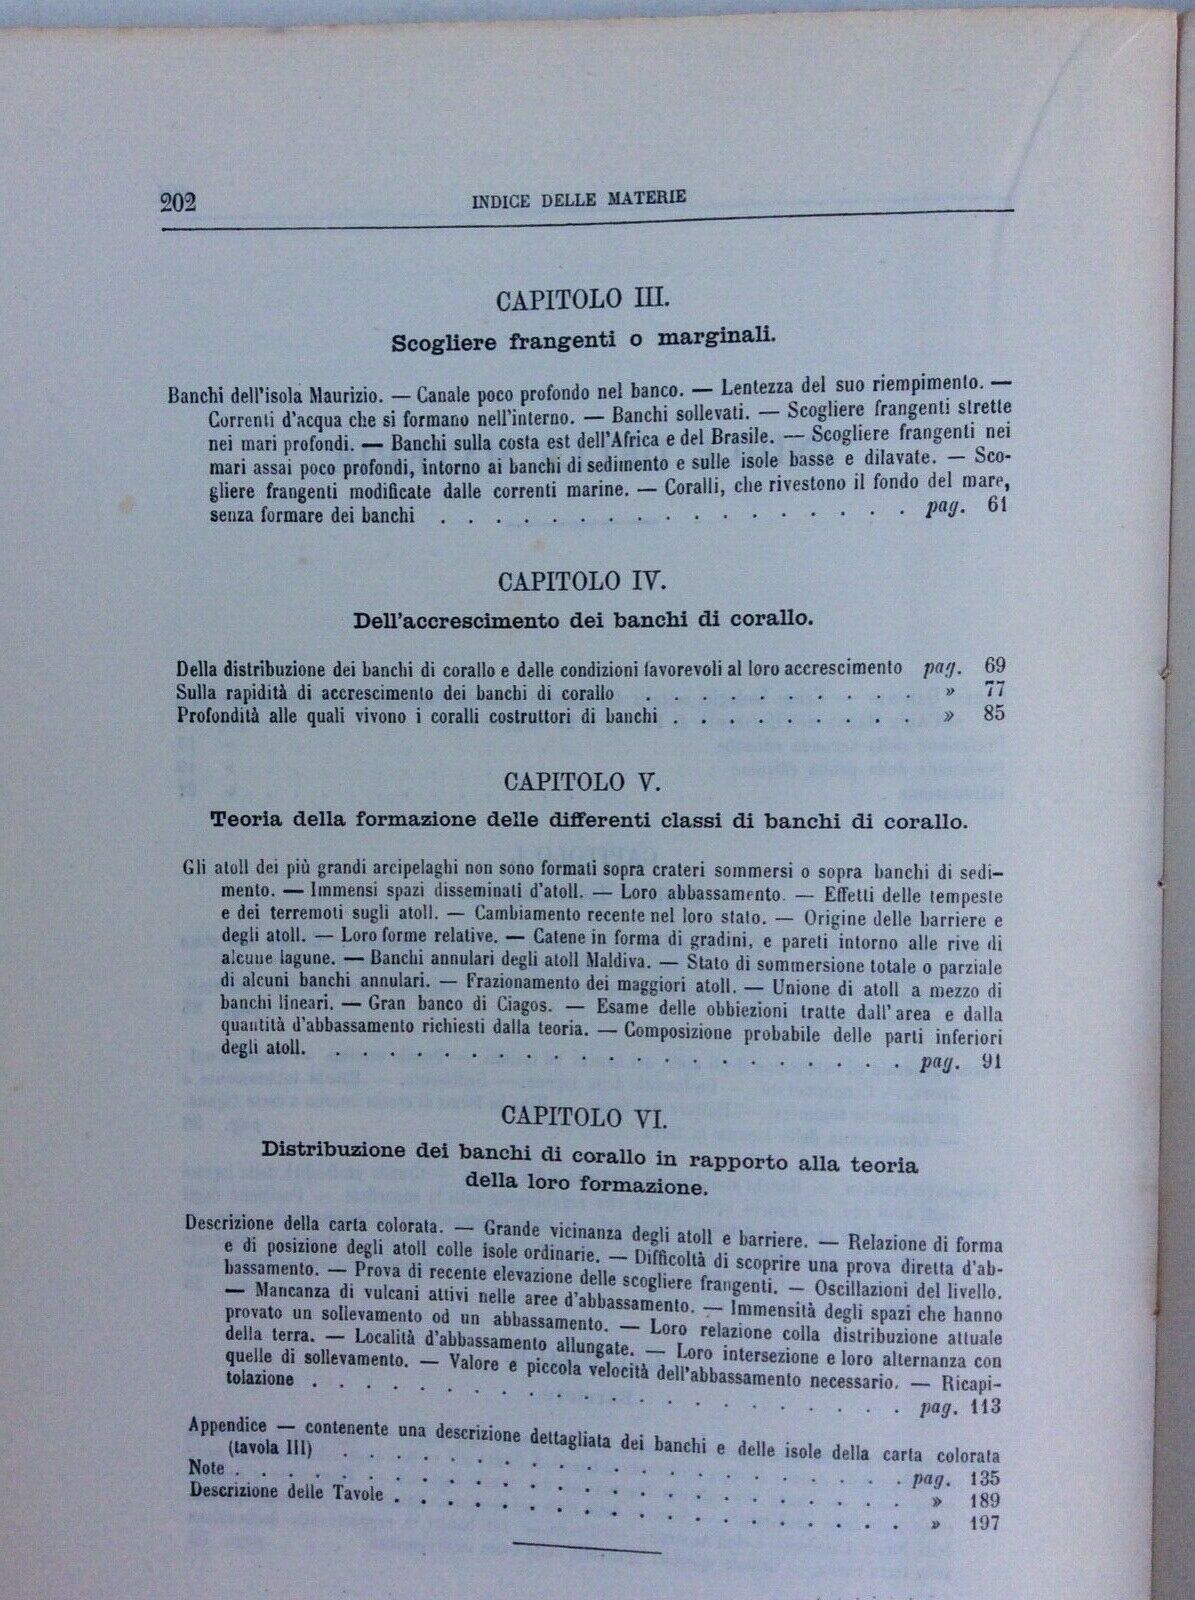 202
INDICE DELLE MATERIE
CAPITOLO III.
Scogliere frangenti o marginali.
Banchi dell'isola Maurizio. — Canale poco profondo nel banco. — Lentezza del suo riempimento. —
Correnti d'acqua che si formano nell'interno. — Banchi sollevati. — Scogliere frangenti strette
nei mari profondi. — Banchi sulla costa est dell'Africa e del Brasile. — Scogliere frangenti nei
mari assai poco profondi, intorno ai banchi di sedimento e sulle isole basse e dilavate. — Sco-
gliere frangenti modificate dalle correnti marine. — Coralli, che rivestono il fondo del mare,
senza formare dei banchi . . . . . . . . . . . . . . . . . pag. 61
CAPITOLO IV.
Dell'accrescimento dei banchi di corallo.
Della distribuzione dei banchi di corallo e delle condizioni favorevoli al loro accrescimento pag. 69
Sulla rapidità di accrescimento dei banchi di corallo . . . . . . . . . . » 77
Profondità alle quali vivono i coralli costruttori di banchi . . . . . . . . . » 85
CAPITOLO V.
Teoria della formazione delle differenti classi di banchi di corallo.
Gli atoll dei più grandi arcipelaghi non sono formati sopra crateri sommersi o sopra banchi di sedi-
mento. — Immensi spazi disseminati d'atoll. — Loro abbassamento. — Effetti delle tempeste
e dei terremoti sugli atoll. — Cambiamento recente nel loro stato. — Origine delle barriere e
degli atoll. — Loro forme relative. — Catene in forma di gradini, e pareti intorno alle rive di
alcune lagune. — Banchi annulari degli atoll Maldiva. — Stato di sommersione totale o parziale
di alcuni banchi annulari. — Frazionamento dei maggiori atoll. — Unione di atoll a mezzo di
banchi lineari. — Gran banco di Ciagos. — Esame delle obbiezioni tratte dall'area e dalla
quantità d'abbassamento richiesti dalla teoria. — Composizione probabile delle parti inferiori
degli atoll. . . . . . . . . . . . . . . . . . . . . . pag. 91
CAPITOLO VI.
Distribuzione dei banchi di corallo in rapporto alla teoria
della loro formazione.
Descrizione della carta colorata. — Grande vicinanza degli atoll e barriere. — Relazione di forma
e di posizione degli atoll colle isole ordinarie. — Difficoltà di scoprire una prova diretta d'ab-
bassamento. — Prova di recente elevazione delle scogliere frangenti. — Oscillazioni del livello.
— Mancanza di vulcani attivi nelle aree d'abbassamento. — Immensità degli spazi che hanno
provato un sollevamento od un abbassamento. — Loro relazione colla distribuzione attuale
della terra. — Località d'abbassamento allungate. — Loro intersezione e loro alternanza con
quelle di sollevamento. — Valore e piccola velocità dell'abbassamento necessario. — Ricapi-
tolazione . . . . . . . . . . . . . . . . . . . . . . pag. 113
Appendice — contenente una descrizione dettagliata dei banchi e delle isole della carta colorata
(tavola III) . . . . . . . . . . . . . . . . . . . . . pag. 135
Note . . . . . . . . . . . . . . . . . . . . . . . . . » 189
Descrizione delle Tavole . . . . . . . . . . . . . . . . . . . » 197